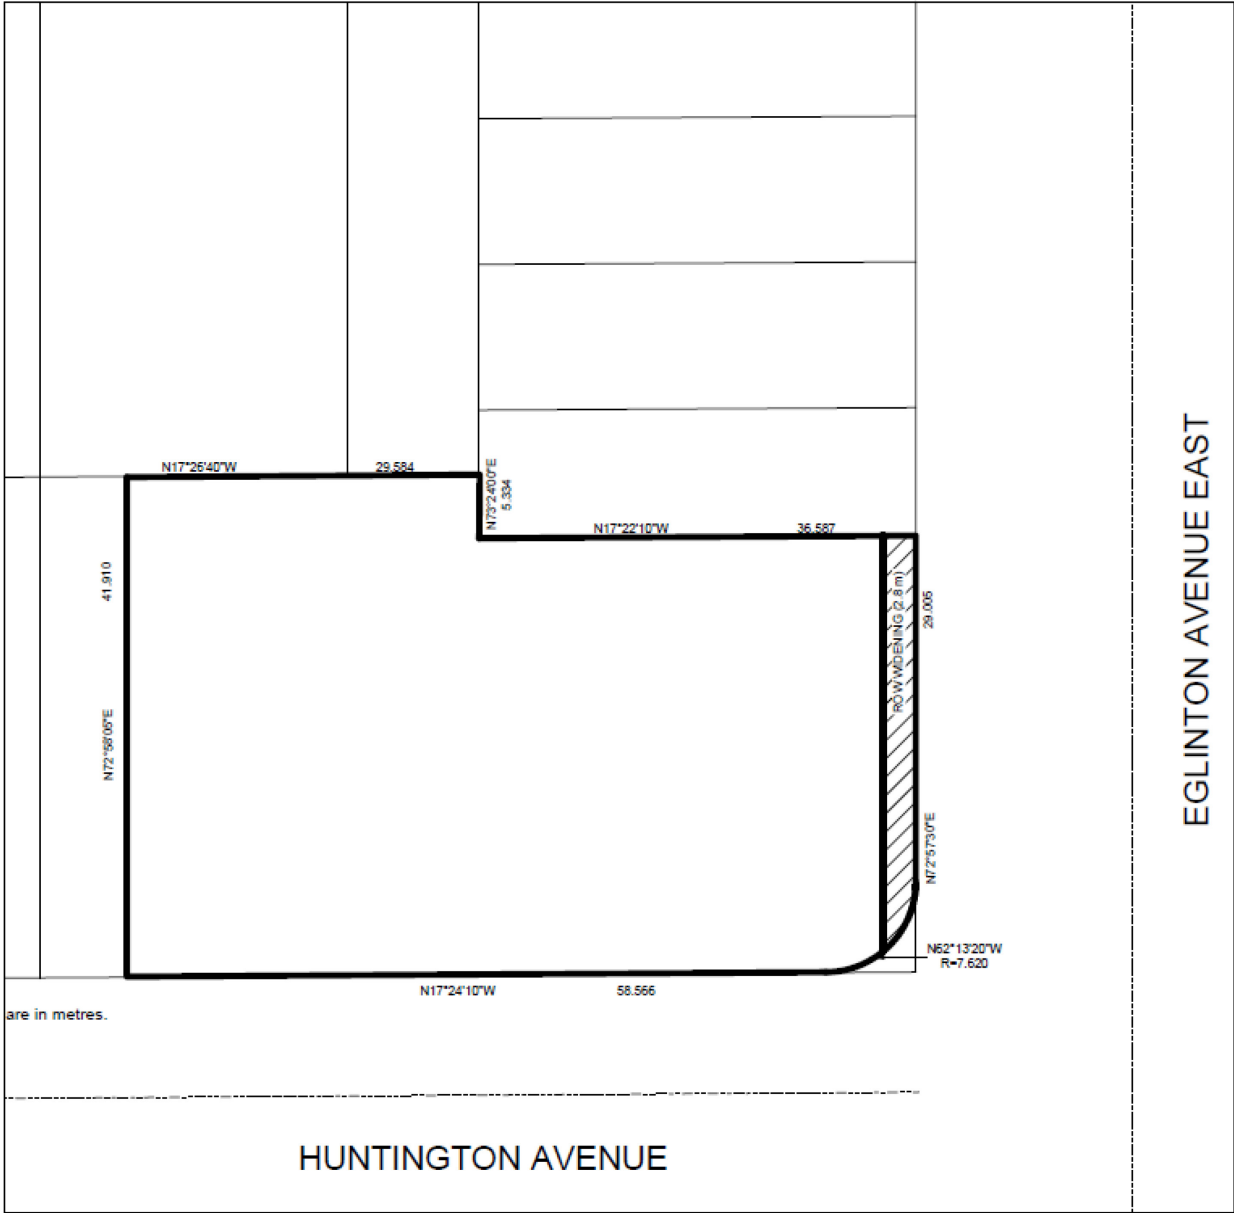 N17°26'40"W
29.584
N73°24'00"E
5.334
N17°22'10"W
36.587
41.910
N72°58'05"E
ROW WIDENING (2.8 m)
29.005
N72°57'30"E
EGLINTON AVENUE EAST
N62°13'20"W
R=7.620
N17°24'10"W
58.566
are in metres.
HUNTINGTON AVENUE